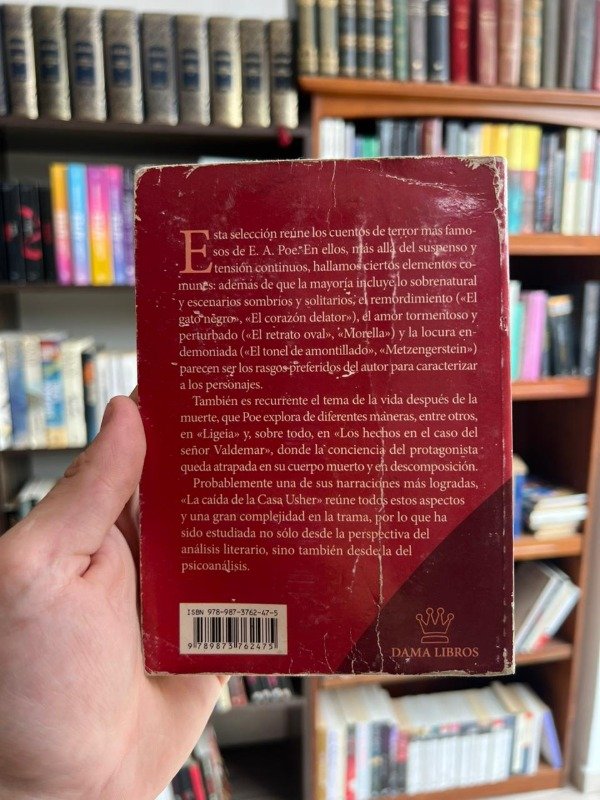 Esta selección reúne los cuentos de terror más famo-
sos de E. A. Poe. En ellos, más allá del suspenso y
tensión continuos, hallamos ciertos elementos co-
munes: además de que la mayoría incluye lo sobrenatural
y escenarios sombríos y solitarios, el remordimiento («El
gato negro», «El corazón delator»), el amor tormentoso y
perturbado («El retrato oval», «Morella») y la locura en-
demoniada («El tonel de amontillado», «Metzengerstein»)
parecen ser los rasgos preferidos del autor para caracterizar
a los personajes.
También es recurrente el tema de la vida después de la
muerte, que Poe explora de diferentes maneras, entre otros,
en «Ligeia» y, sobre todo, en «Los hechos en el caso del
señor Valdemar», donde la conciencia del protagonista
queda atrapada en su cuerpo muerto y en descomposición.
Probablemente una de sus narraciones más logradas,
«La caída de la Casa Usher» reúne todos estos aspectos
y una gran complejidad en la trama, por lo que ha
sido estudiada no sólo desde la perspectiva del
análisis literario, sino también desde la del
psicoanálisis.
ISBN 978-987-3762-47-5
9 789873 762475
DAMA LIBROS